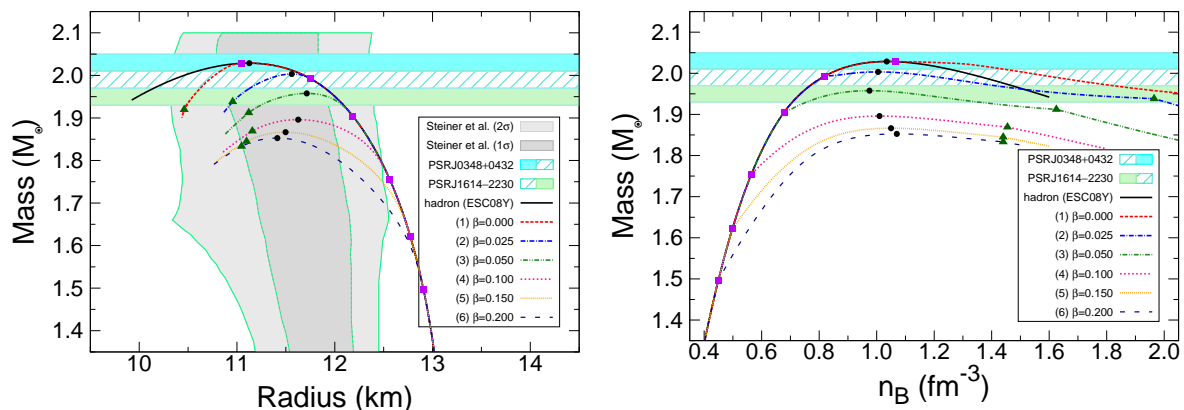 2.1
2.0
1.9
1.8
1.7
1.6
1.5
1.4
Mass (M⊙)
Steiner et al. (2σ)
Steiner et al. (1σ)
PSRJ0348+0432
PSRJ1614−2230
hadron (ESC08Y)
(1) β=0.000
(2) β=0.025
(3) β=0.050
(4) β=0.100
(5) β=0.150
(6) β=0.200
10 11 12 13 14
Radius (km)
2.1
2.0
1.9
1.8
1.7
1.6
1.5
1.4
Mass (M⊙)
PSRJ0348+0432
PSRJ1614−2230
hadron (ESC08Y)
(1) β=0.000
(2) β=0.025
(3) β=0.050
(4) β=0.100
(5) β=0.150
(6) β=0.200
0.4 0.6 0.8 1.0 1.2 1.4 1.6 1.8 2.0
n_B (fm⁻³)